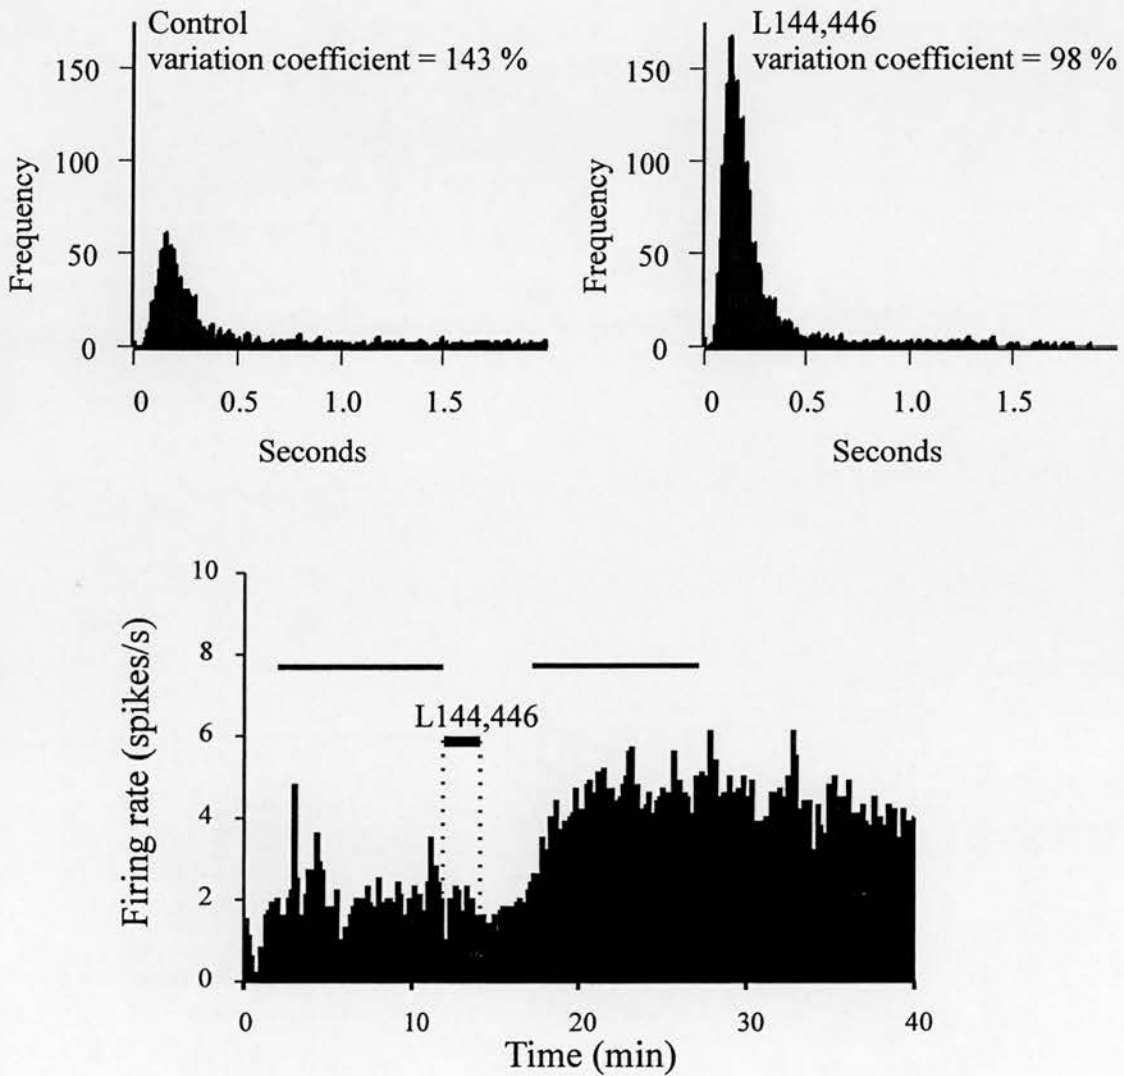 Control
variation coefficient = 143 %
150
100
50
0
Frequency
0 0.5 1.0 1.5
Seconds
L144,446
variation coefficient = 98 %
150
100
50
0
Frequency
0 0.5 1.0 1.5
Seconds
10
8
6
4
2
0
Firing rate (spikes/s)
L144,446
0 10 20 30 40
Time (min)